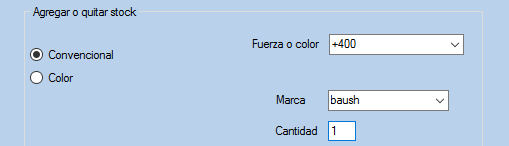 Agregar o quitar stock
Convencional
Fuerza o color +400
Color
Marca baush
Cantidad 1